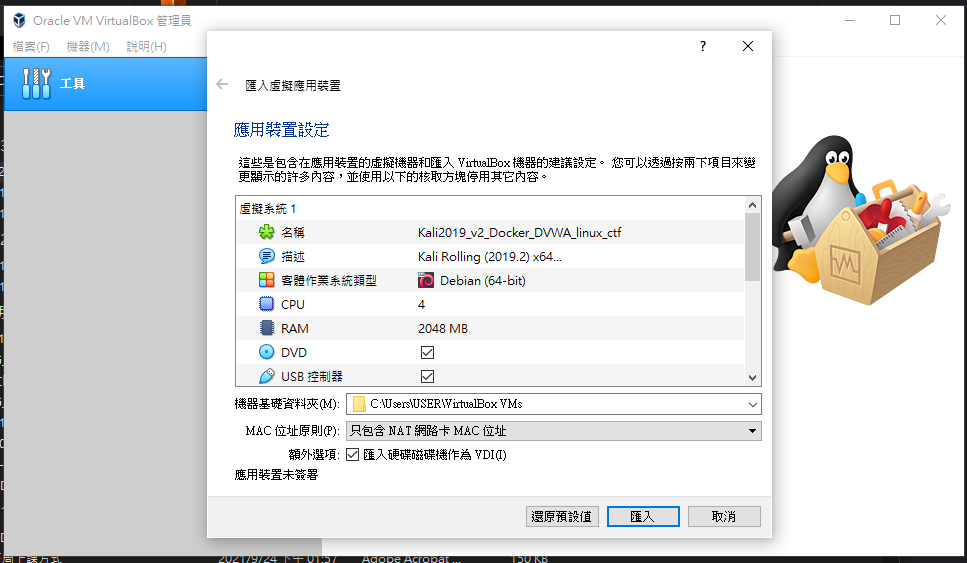 Oracle VM VirtualBox 管理員
檔案(F) 機器(M) 說明(H)
工具
?
匯入虛擬應用裝置
應用裝置設定
這些是包含在應用裝置的虛擬機器和匯入 VirtualBox 機器的建議設定。 您可以透過按兩下項目來變
更顯示的許多內容，並使用以下的核取方塊停用其它內容。
虛擬系統 1
名稱 Kali2019_v2_Docker_DVWA_linux_ctf
描述 Kali Rolling (2019.2) x64...
客體作業系統類型 Debian (64-bit)
CPU 4
RAM 2048 MB
DVD
USB 控制器
機器基礎資料夾(M): C:\Users\USER\VirtualBox VMs
MAC 位址原則(P): 只包含 NAT 網路卡 MAC 位址
額外選項: 匯入硬碟磁碟機作為 VDI(I)
應用裝置未簽署
還原預設值 匯入 取消
上課方式 2021/9/24 下午 01:57 Adobe Acrobat ... 150 KB